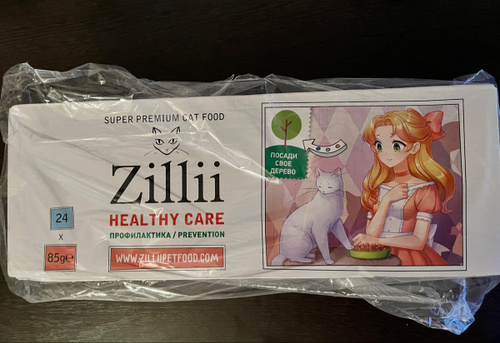 SUPER PREMIUM CAT FOOD
Zillii
HEALTHY CARE
ПРОФИЛАКТИКА / PREVENTION
WWW.ZILLIIPETFOOD.COM
24
X
85g℮
ПОСАДИ
СВОЕ
ДЕРЕВО